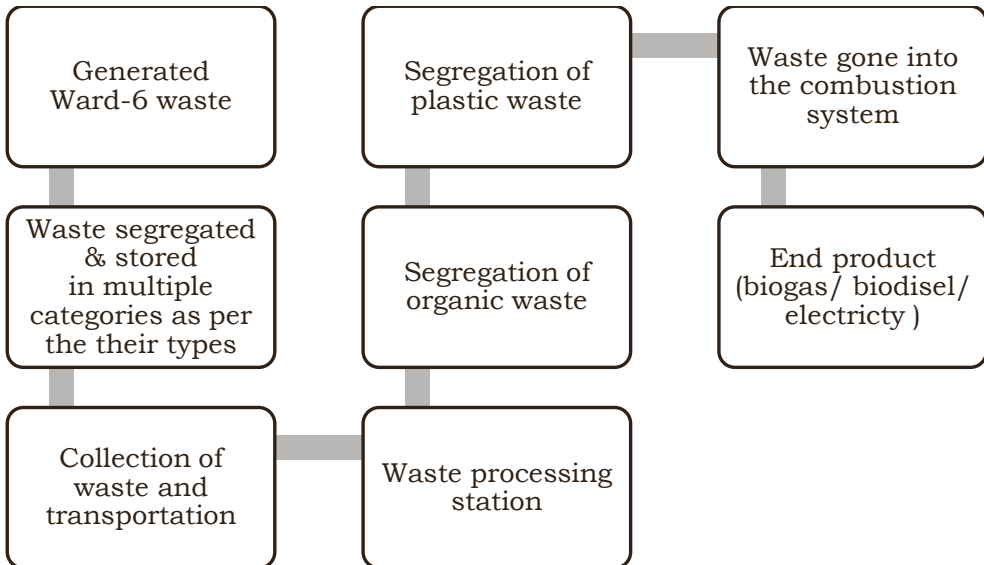 Generated
Ward-6 waste
Waste segregated
& stored
in multiple
categories as per
the their types
Collection of
waste and
transportation
Waste processing
station
Segregation of
organic waste
Segregation of
plastic waste
Waste gone into
the combustion
system
End product
(biogas/ biodisel/
electricty )